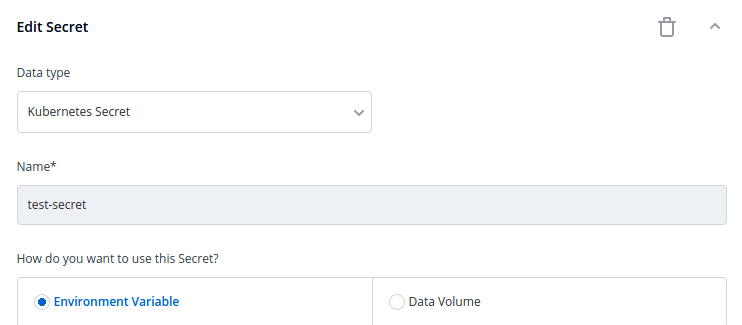 Edit Secret
Data type
Kubernetes Secret
Name*
test-secret
How do you want to use this Secret?
Environment Variable
Data Volume